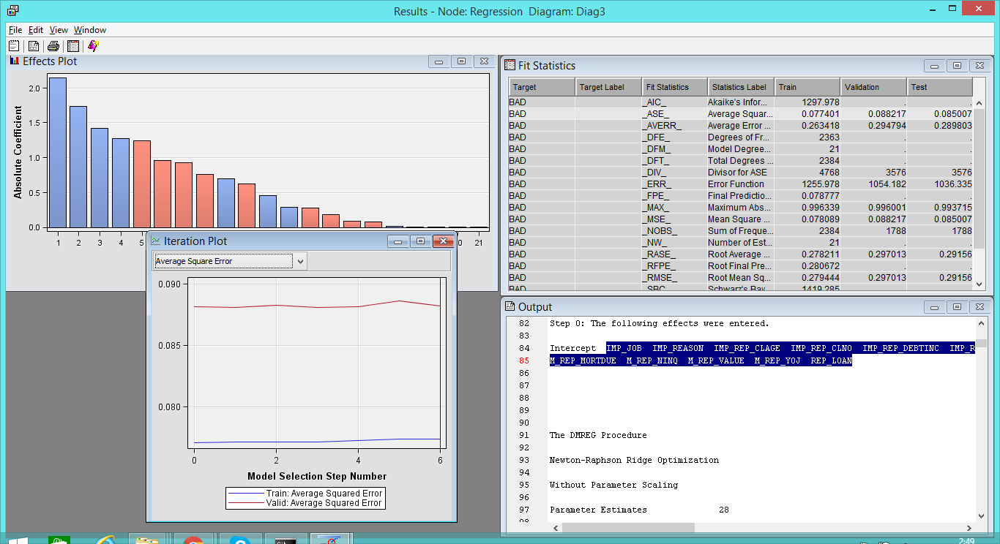 Results - Node: Regression Diagram: Diag3
File Edit View Window
Effects Plot
Absolute Coefficient
2.0
1.5
1.0
0.5
0.0
1 2 3 4 5 0 21
Iteration Plot
Average Square Error
0.090
0.085
0.080
0 2 4 6
Model Selection Step Number
Train: Average Squared Error
Valid: Average Squared Error
Fit Statistics
Target Target Label Fit Statistics Statistics Label Train Validation Test
BAD _AIC_ Akaike's Infor... 1297.978 . .
BAD _ASE_ Average Squar... 0.077401 0.088217 0.085007
BAD _AVERR_ Average Error ... 0.263418 0.294794 0.289803
BAD _DFE_ Degrees of Fr... 2363 . .
BAD _DFM_ Model Degree... 21 . .
BAD _DFT_ Total Degrees ... 2384 . .
BAD _DIV_ Divisor for ASE 4768 3576 3576
BAD _ERR_ Error Function 1255.978 1054.182 1036.335
BAD _FPE_ Final Predictio... 0.078777 . .
BAD _MAX_ Maximum Abs... 0.996339 0.996001 0.993715
BAD _MSE_ Mean Square ... 0.078089 0.088217 0.085007
BAD _NOBS_ Sum of Freque... 2384 1788 1788
BAD _NW_ Number of Est... 21 . .
BAD _RASE_ Root Average ... 0.278211 0.297013 0.29156
BAD _RFPE_ Root Final Pre... 0.280672 . .
BAD _RMSE_ Root Mean Sq... 0.279444 0.297013 0.29156
BAD _SBC_ Schwarz's Bay... 1419.285 . .
Output
82 Step 0: The following effects were entered.
83
84 Intercept IMP_JOB IMP_REASON IMP_REP_CLAGE IMP_REP_CLNO IMP_REP_DEBTINC IMP_R
85 M_REP_MORTDUE M_REP_NINQ M_REP_VALUE M_REP_YOJ REP_LOAN
86
87
88
89
90
91 The DMREG Procedure
92
93 Newton-Raphson Ridge Optimization
94
95 Without Parameter Scaling
96
97 Parameter Estimates 28
98
2:49